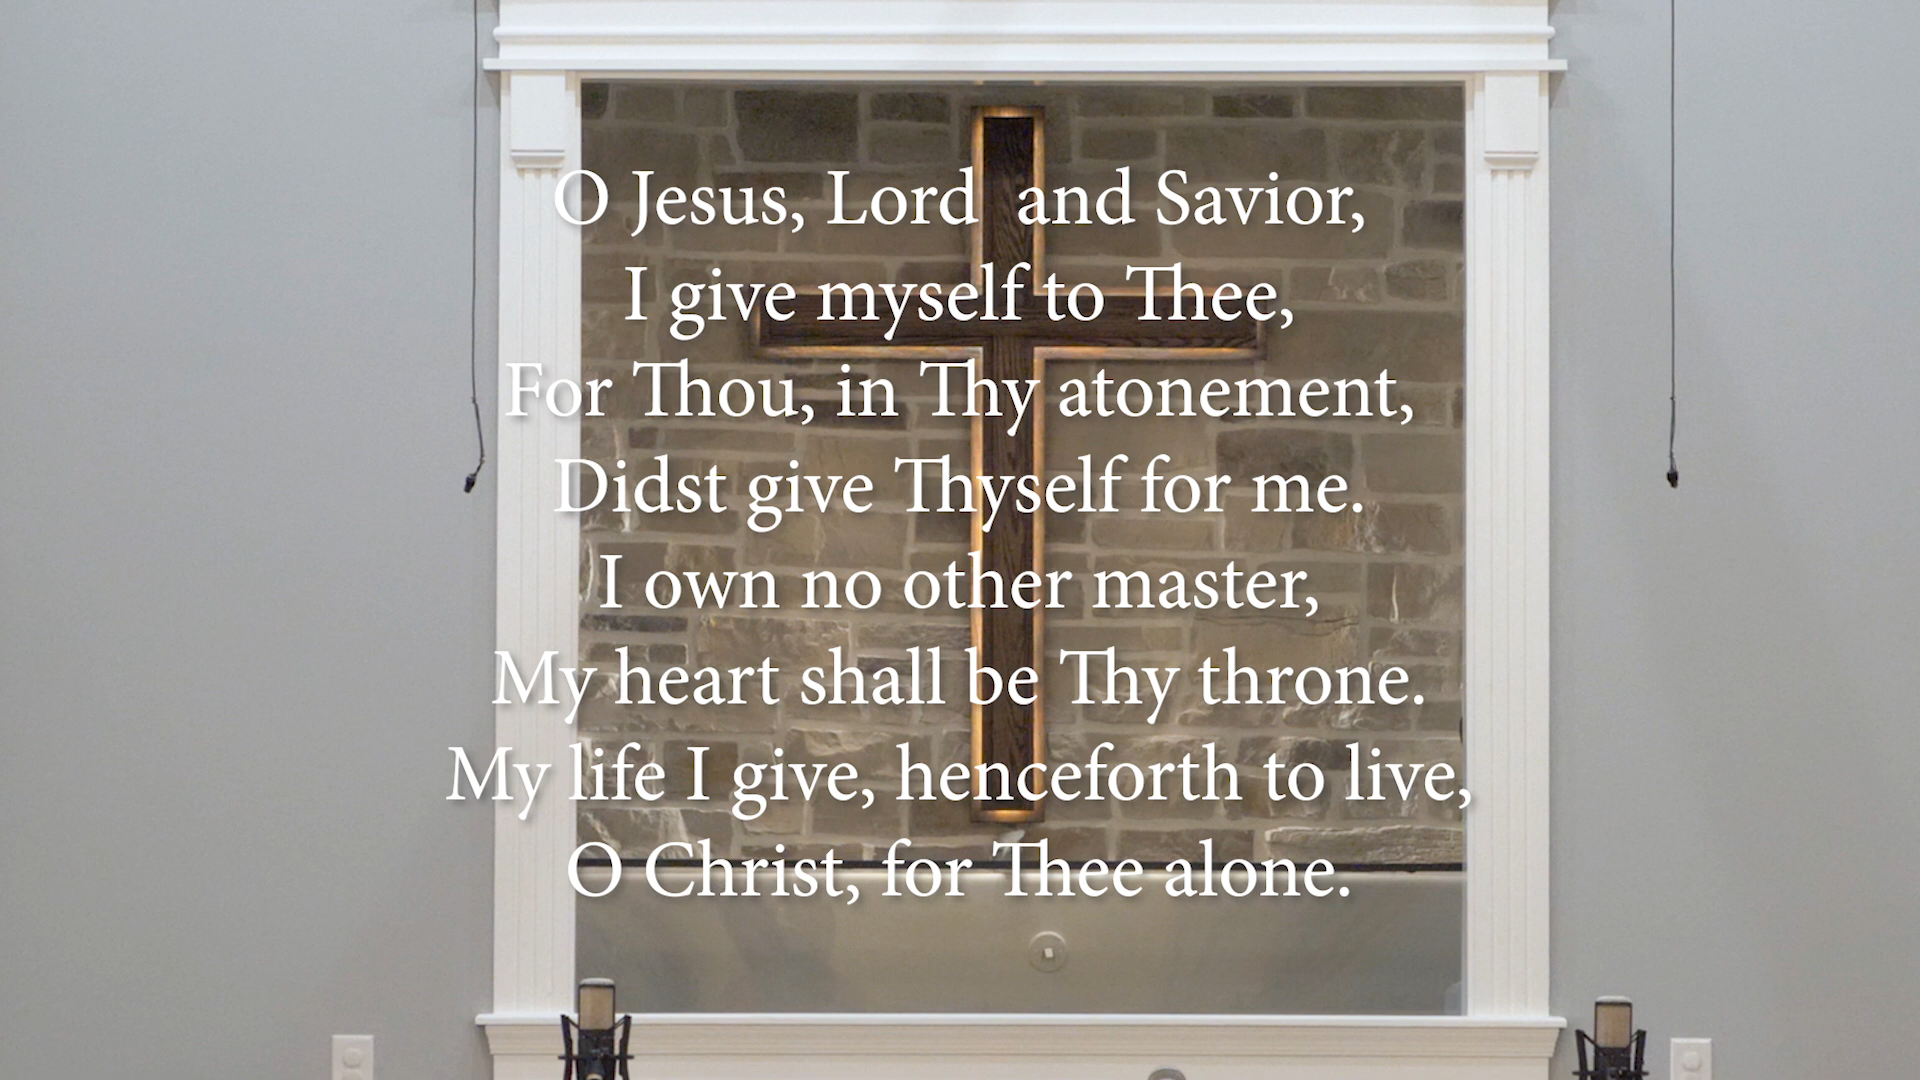 O Jesus, Lord  and Savior,
I give myself to Thee,
For Thou, in Thy atonement,
Didst give Thyself for me.
I own no other master,
My heart shall be Thy throne.
My life I give, henceforth to live,
O Christ, for Thee alone.